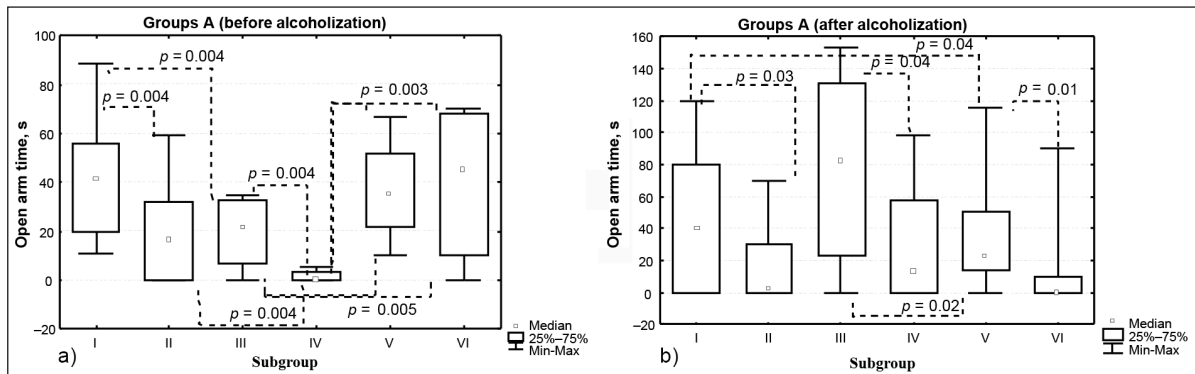 Groups A (before alcoholization)
Open arm time, s
100
80
60
40
20
0
–20
p = 0.004
p = 0.004
p = 0.004
p = 0.003
p = 0.004
p = 0.005
I II III IV V VI
Subgroup
a)
Median
25%–75%
Min-Max
Groups A (after alcoholization)
Open arm time, s
160
140
120
100
80
60
40
20
0
–20
p = 0.04
p = 0.04
p = 0.03
p = 0.01
p = 0.02
I II III IV V VI
Subgroup
b)
Median
25%–75%
Min-Max